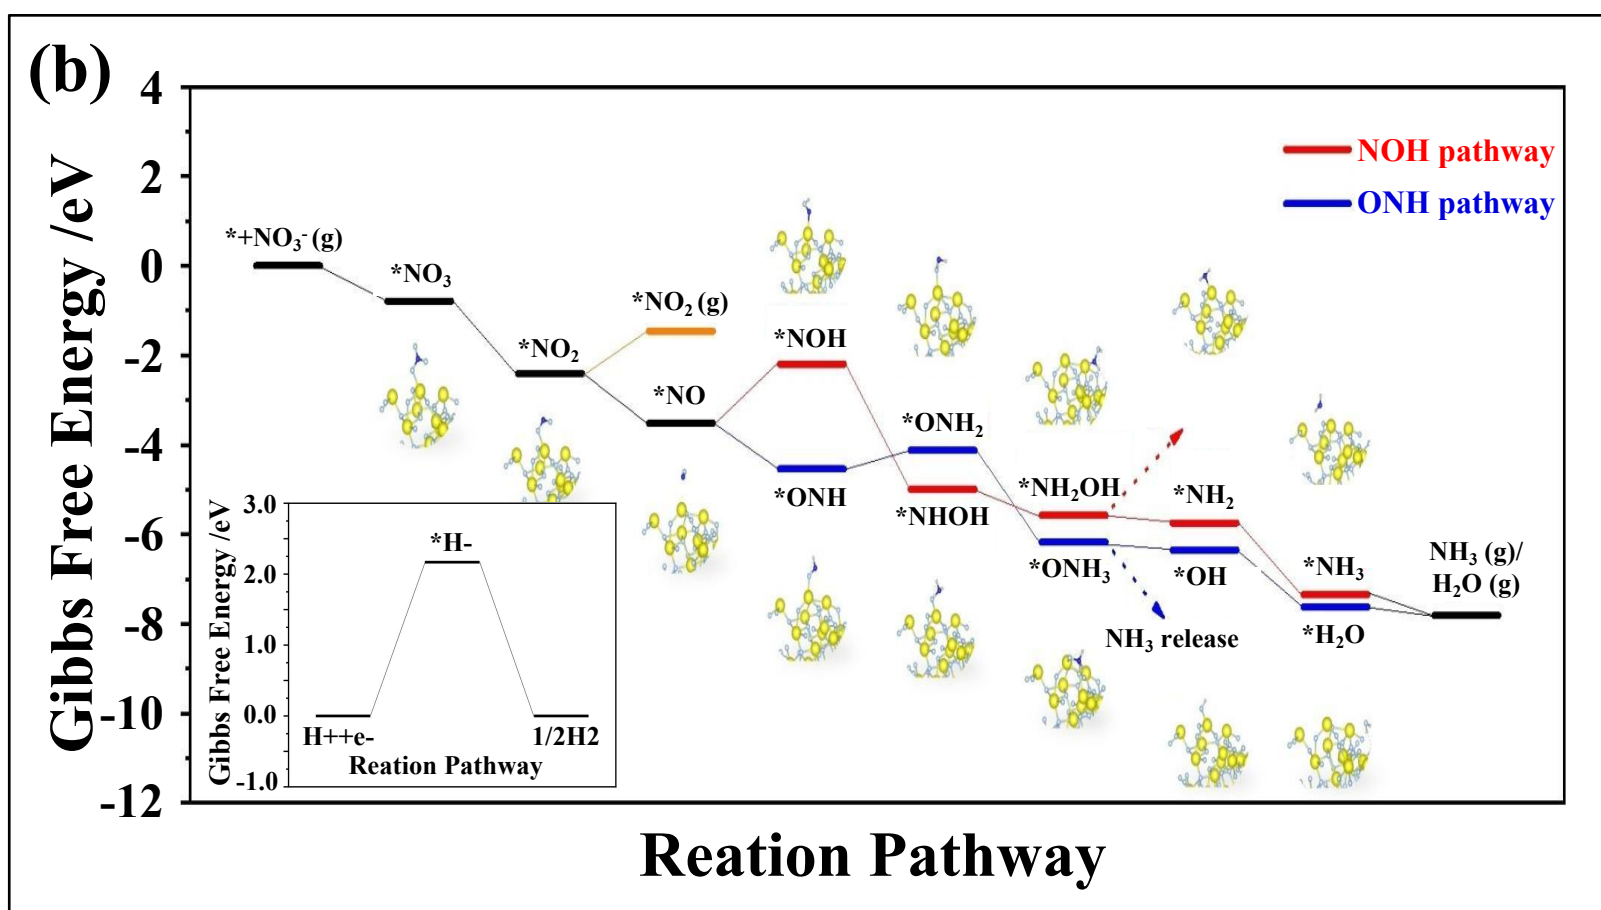 (b)
Gibbs Free Energy /eV
4
2
0
-2
-4
-6
-8
-10
-12
NOH pathway
ONH pathway
*+NO₃⁻ (g)
*NO₃
*NO₂
*NO₂ (g)
*NO
*NOH
*ONH
*ONH₂
*NHOH
*NH₂OH
*ONH₃
*NH₂
*OH
NH₃ release
*NH₃
*H₂O
NH₃ (g)/
H₂O (g)
Gibbs Free Energy /eV
3.0
2.0
1.0
0.0
-1.0
*H-
H++e-
1/2H2
Reation Pathway
Reation Pathway